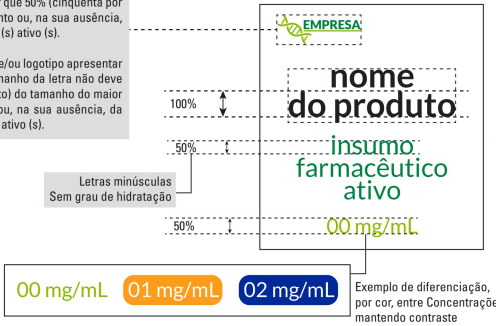 que 50% (cinquenta por
nto ou, na sua ausência,
(s) ativo (s).
e/ou logotipo apresentar
manho da letra não deve
to) do tamanho do maior
ou, na sua ausência, da
ativo (s).
EMPRESA
nome
do produto
100%
50%
insumo
farmacêutico
ativo
Letras minúsculas
Sem grau de hidratação
50%
00 mg/mL
00 mg/mL
01 mg/mL
02 mg/mL
Exemplo de diferenciação,
por cor, entre Concentraçõe
mantendo contraste